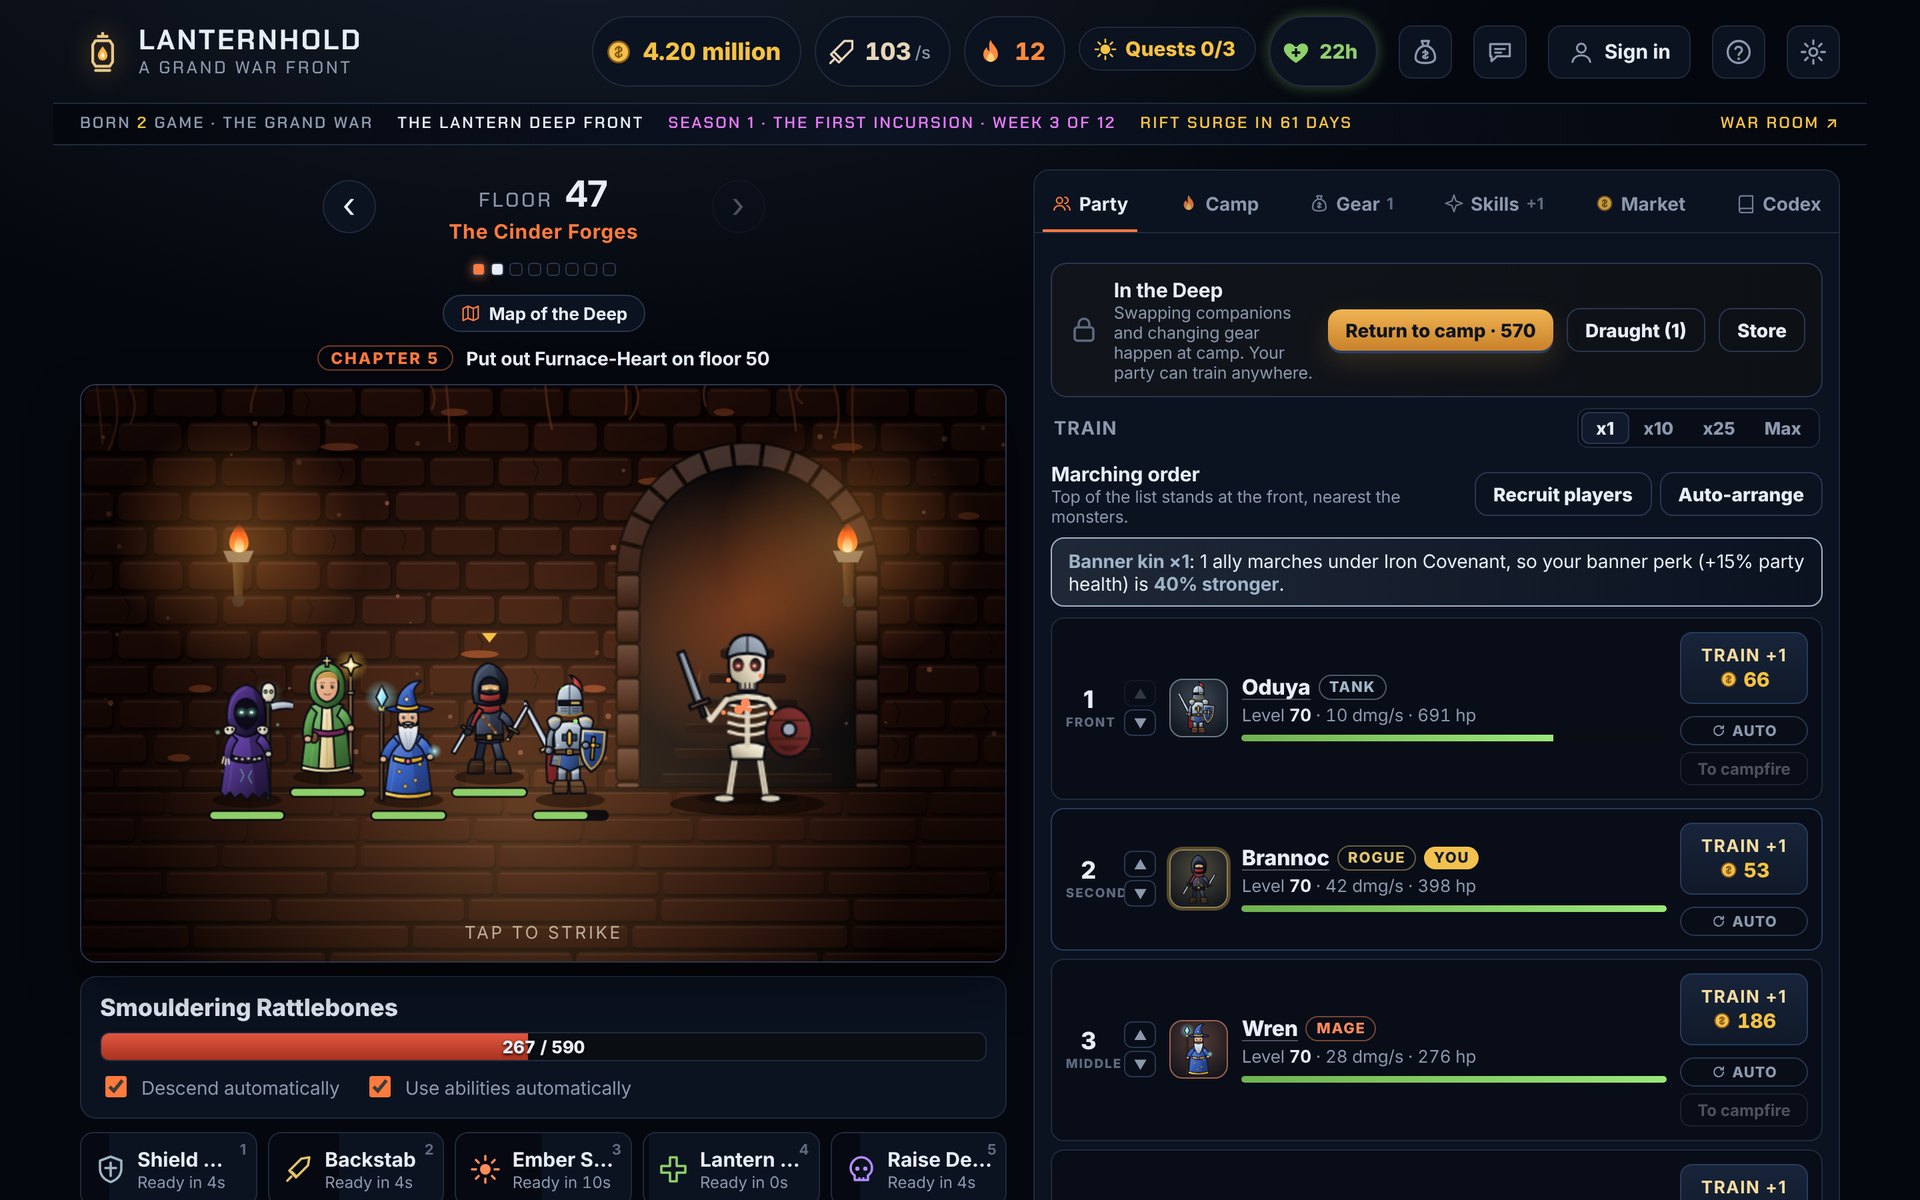 LANTERNHOLD
A GRAND WAR FRONT
4.20 million
103 /s
12
Quests 0/3
22h
Sign in
BORN 2 GAME · THE GRAND WAR
THE LANTERN DEEP FRONT
SEASON 1 · THE FIRST INCURSION · WEEK 3 OF 12
RIFT SURGE IN 61 DAYS
WAR ROOM ↗
FLOOR 47
The Cinder Forges
Map of the Deep
CHAPTER 5 Put out Furnace-Heart on floor 50
TAP TO STRIKE
Smouldering Rattlebones
267 / 590
Descend automatically
Use abilities automatically
Shield ... 1
Ready in 4s
Backstab 2
Ready in 4s
Ember S... 3
Ready in 10s
Lantern ... 4
Ready in 0s
Raise De... 5
Ready in 4s
Party
Camp
Gear 1
Skills +1
Market
Codex
In the Deep
Swapping companions
and changing gear
happen at camp. Your
party can train anywhere.
Return to camp · 570
Draught (1)
Store
TRAIN
x1
x10
x25
Max
Marching order
Top of the list stands at the front, nearest the
monsters.
Recruit players
Auto-arrange
Banner kin ×1: 1 ally marches under Iron Covenant, so your banner perk (+15% party
health) is 40% stronger.
1
FRONT
Oduya TANK
Level 70 · 10 dmg/s · 691 hp
TRAIN +1
66
AUTO
To campfire
2
SECOND
Brannoc ROGUE YOU
Level 70 · 42 dmg/s · 398 hp
TRAIN +1
53
AUTO
3
MIDDLE
Wren MAGE
Level 70 · 28 dmg/s · 276 hp
TRAIN +1
186
AUTO
To campfire
TRAIN +1